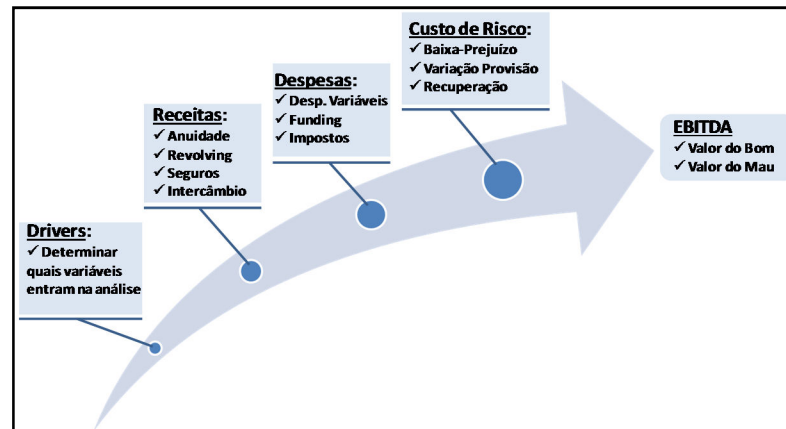 Drivers:
✓ Determinar
quais variáveis
entram na análise
Receitas:
✓ Anuidade
✓ Revolving
✓ Seguros
✓ Intercâmbio
Despesas:
✓ Desp. Variáveis
✓ Funding
✓ Impostos
Custo de Risco:
✓ Baixa-Prejuízo
✓ Variação Provisão
✓ Recuperação
EBITDA
✓ Valor do Bom
✓ Valor do Mau